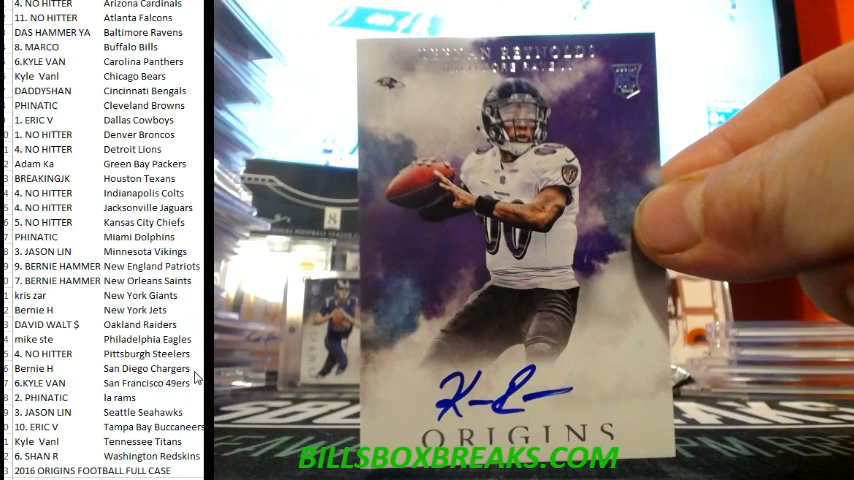 4. NO HITTER Arizona Cardinals
11. NO HITTER Atlanta Falcons
DAS HAMMER YA Baltimore Ravens
8. MARCO Buffalo Bills
6.KYLE VAN Carolina Panthers
Kyle Vanl Chicago Bears
DADDYSHAN Cincinnati Bengals
PHINATIC Cleveland Browns
1. ERIC V Dallas Cowboys
1. NO HITTER Denver Broncos
4. NO HITTER Detroit Lions
Adam Ka Green Bay Packers
BREAKINGJK Houston Texans
4. NO HITTER Indianapolis Colts
4. NO HITTER Jacksonville Jaguars
5. NO HITTER Kansas City Chiefs
PHINATIC Miami Dolphins
3. JASON LIN Minnesota Vikings
9. BERNIE HAMMER New England Patriots
7. BERNIE HAMMER New Orleans Saints
kris zar New York Giants
Bernie H New York Jets
DAVID WALT $ Oakland Raiders
mike ste Philadelphia Eagles
4. NO HITTER Pittsburgh Steelers
Bernie H San Diego Chargers
6.KYLE VAN San Francisco 49ers
2. PHINATIC la rams
3. JASON LIN Seattle Seahawks
10. ERIC V Tampa Bay Buccaneers
Kyle Vanl Tennessee Titans
6. SHAN R Washington Redskins
2016 ORIGINS FOOTBALL FULL CASE
REYNOLDS
8
ORIGINS
BILLSBOXBREAKS.COM